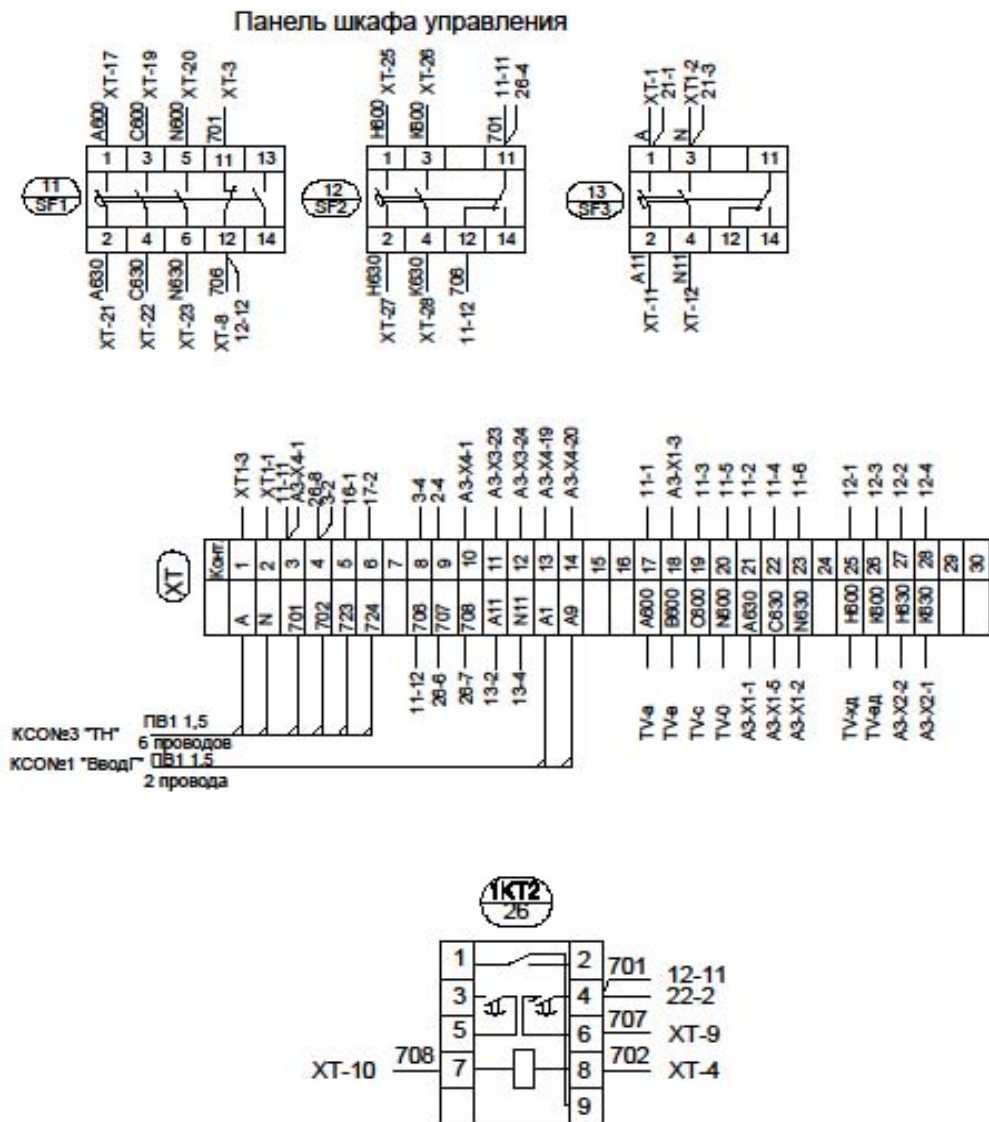 Панель шкафа управления
A600 XT-17
C600 XT-19
N600 XT-20
701 XT-3
1 3 5 11 13
11
SF1
2 4 6 12 14
A630 XT-21
C630 XT-22
N630 XT-23
706 XT-8
12-12
H600 XT-25
K600 XT-26
701 11-11
26-4
1 3 11
12
SF2
2 4 12 14
H630 XT-27
K630 XT-28
706 11-12
A XT-1
21-1
N XT1-2
21-3
1 3 11
13
SF3
2 4 12 14
A11 XT-11
N11 XT-12
XT1-3
XT1-1
11-11
A3-X4-1
26-8
3-2
16-1
17-2
3-4
2-4
A3-X4-1
A3-X3-23
A3-X3-24
A3-X4-19
A3-X4-20
11-1
A3-X1-3
11-3
11-5
11-2
11-4
11-6
12-1
12-3
12-2
12-4
XT
Конт. 1 2 3 4 5 6 7 8 9 10 11 12 13 14 15 16 17 18 19 20 21 22 23 24 25 26 27 28 29 30
A N 701 702 723 724 706 707 708 A11 N11 A1 A9 A600 B600 C600 N600 A630 C630 N630 H600 K600 H630 K630
11-12
26-6
26-7
13-2
13-4
TV-a
TV-в
TV-c
TV-0
A3-X1-1
A3-X1-5
A3-X1-2
TV-чд
TV-вд
A3-X2-2
A3-X2-1
КСО№3 "ТН" ПВ1 1,5
6 проводов
КСО№1 "ВводГ" ПВ1 1,5
2 провода
1KT2
26
1 2 701 12-11
3 4 22-2
5 6 707 XT-9
XT-10 708 7 8 702 XT-4
9